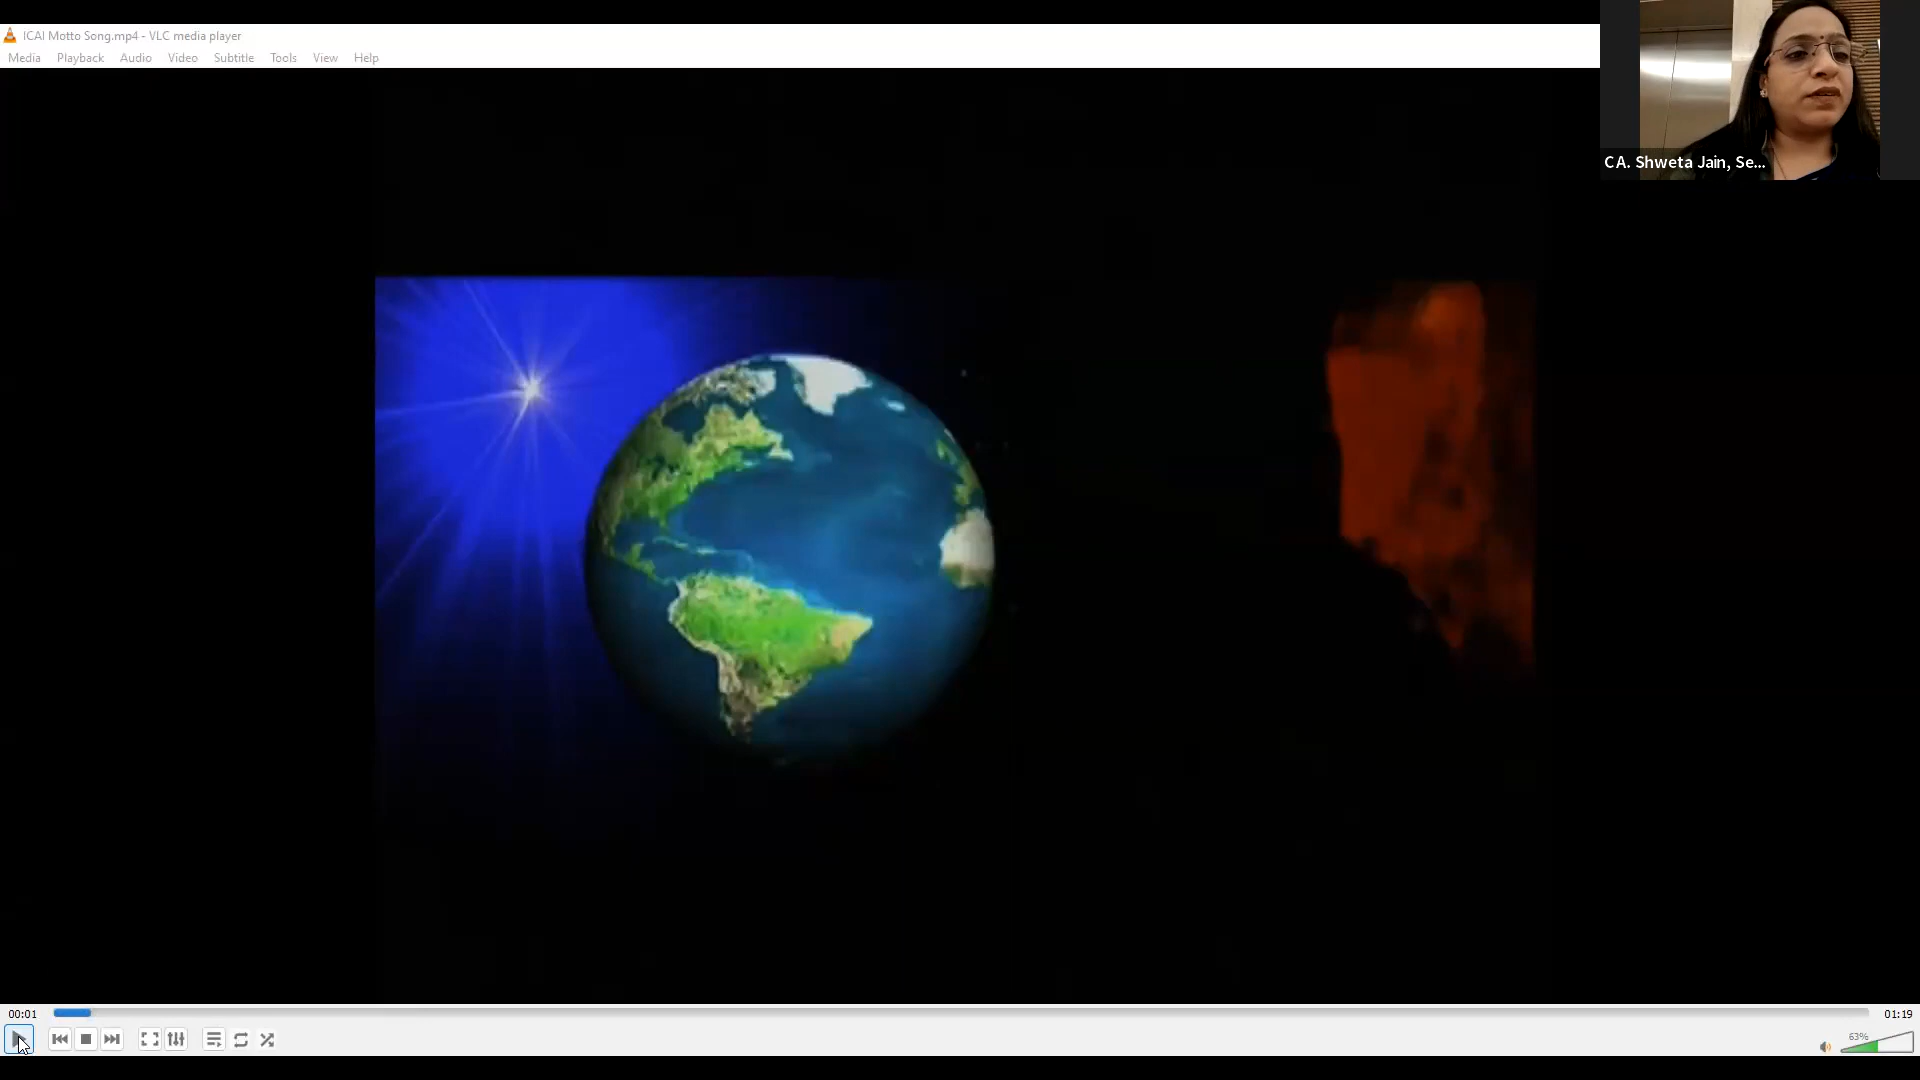 ICAI Motto Song.mp4 - VLC media player
Media Playback Audio Video Subtitle Tools View Help
CA. Shweta Jain, Se...
00:01
01:19
63%